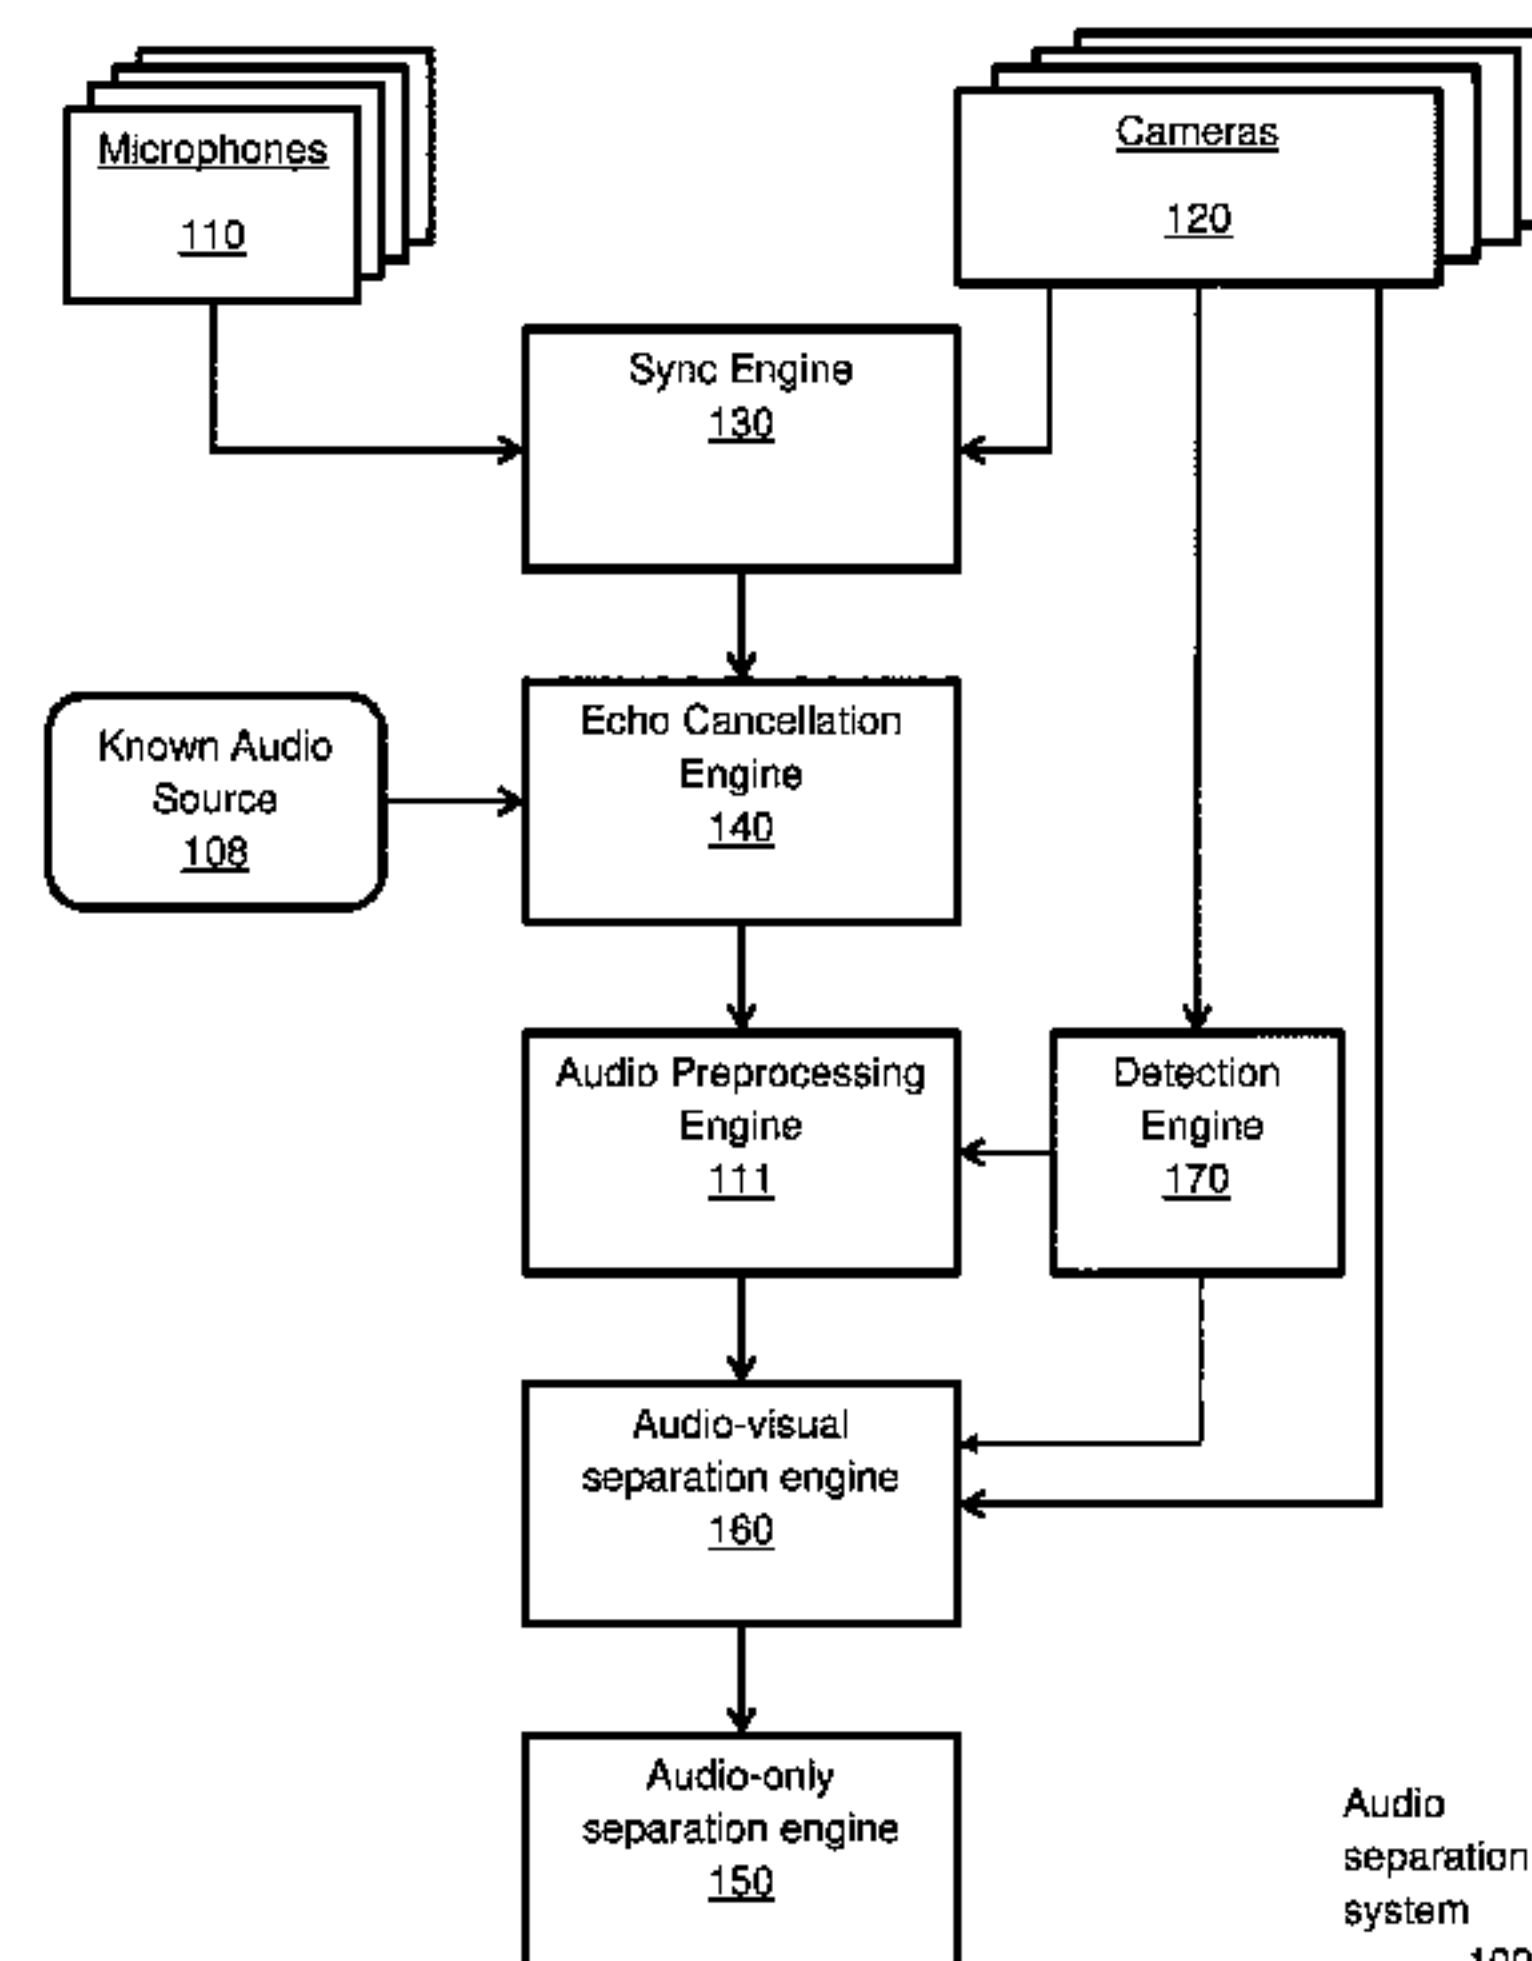 Microphones
110
Cameras
120
Sync Engine
130
Known Audio
Source
108
Echo Cancellation
Engine
140
Audio Preprocessing
Engine
111
Detection
Engine
170
Audio-visual
separation engine
160
Audio-only
separation engine
150
Audio
separation
system